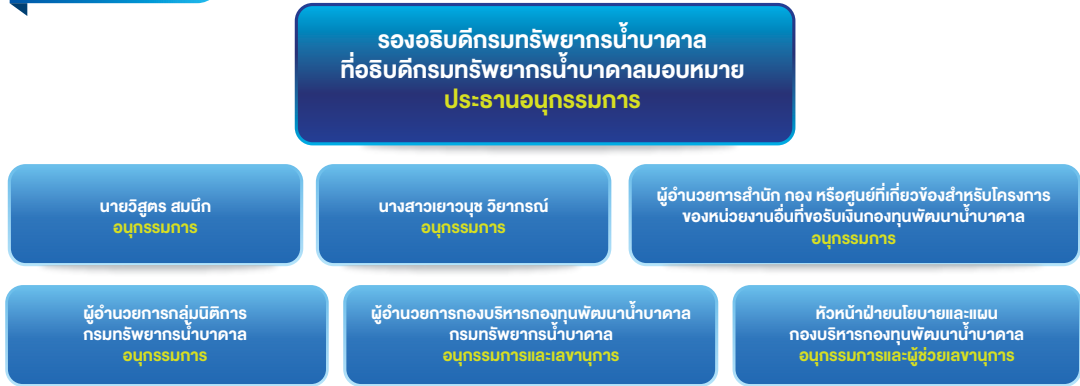 รองอธิบดีกรมทรัพยากรน้ำบาดาล
ที่อธิบดีกรมทรัพยากรน้ำบาดาลมอบหมาย
ประธานอนุกรรมการ
นายวิสูตร สมนึก
อนุกรรมการ
นางสาวเยาวนุช วิยาภรณ์
อนุกรรมการ
ผู้อำนวยการสำนัก กอง หรือศูนย์ที่เกี่ยวข้องสำหรับโครงการ
ของหน่วยงานอื่นที่ขอรับเงินกองทุนพัฒนาน้ำบาดาล
อนุกรรมการ
ผู้อำนวยการกลุ่มนิติการ
กรมทรัพยากรน้ำบาดาล
อนุกรรมการ
ผู้อำนวยการกองบริหารกองทุนพัฒนาน้ำบาดาล
กรมทรัพยากรน้ำบาดาล
อนุกรรมการและเลขานุการ
หัวหน้าฝ่ายนโยบายและแผน
กองบริหารกองทุนพัฒนาน้ำบาดาล
อนุกรรมการและผู้ช่วยเลขานุการ